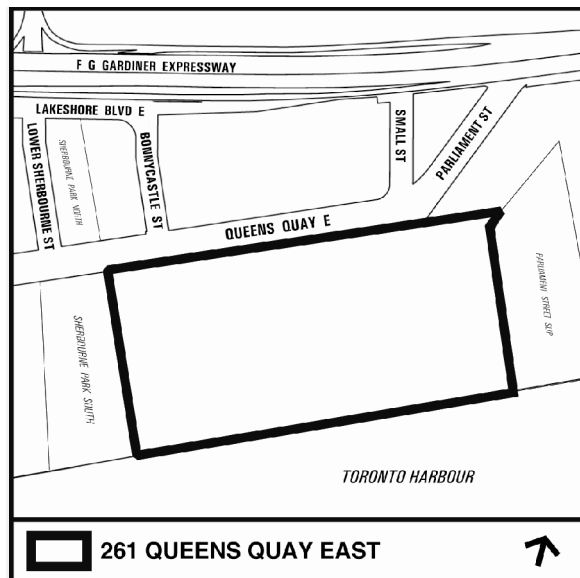 F G GARDINER EXPRESSWAY
LAKESHORE BLVD E
LOWER SHERBOURNE ST
SHERBOURNE PARK NORTH
BONNYCASTLE ST
SMALL ST
PARLIAMENT ST
QUEENS QUAY E
SHERBOURNE PARK SOUTH
PARLIAMENT STREET SLIP
TORONTO HARBOUR
261 QUEENS QUAY EAST